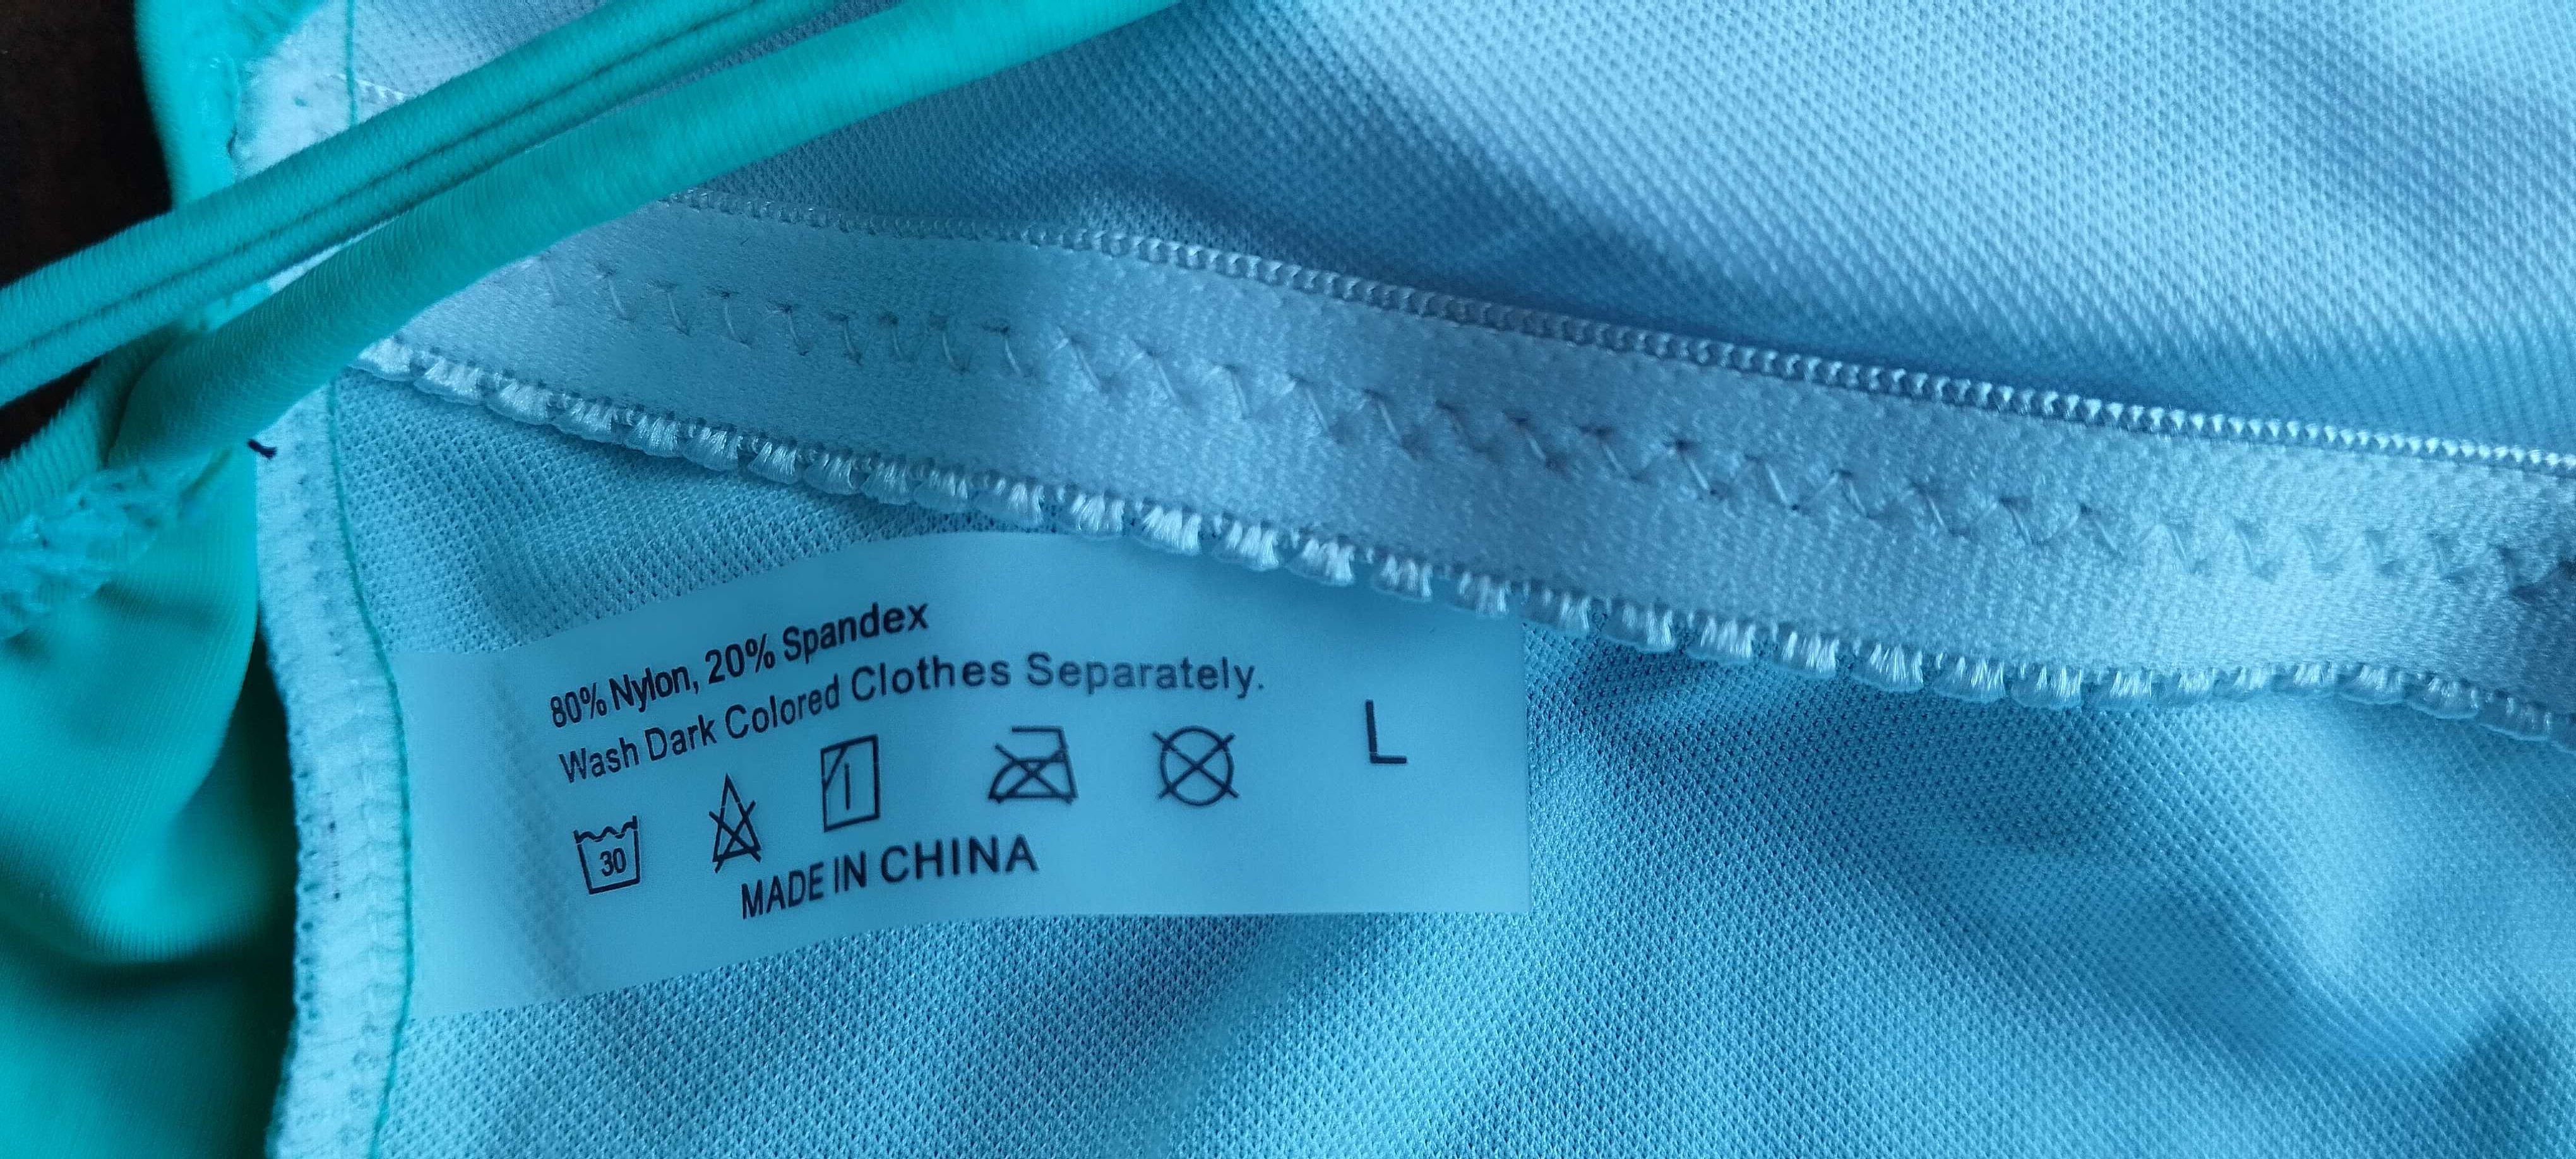 80% Nylon, 20% Spandex
Wash Dark Colored Clothes Separately.
30
L
MADE IN CHINA